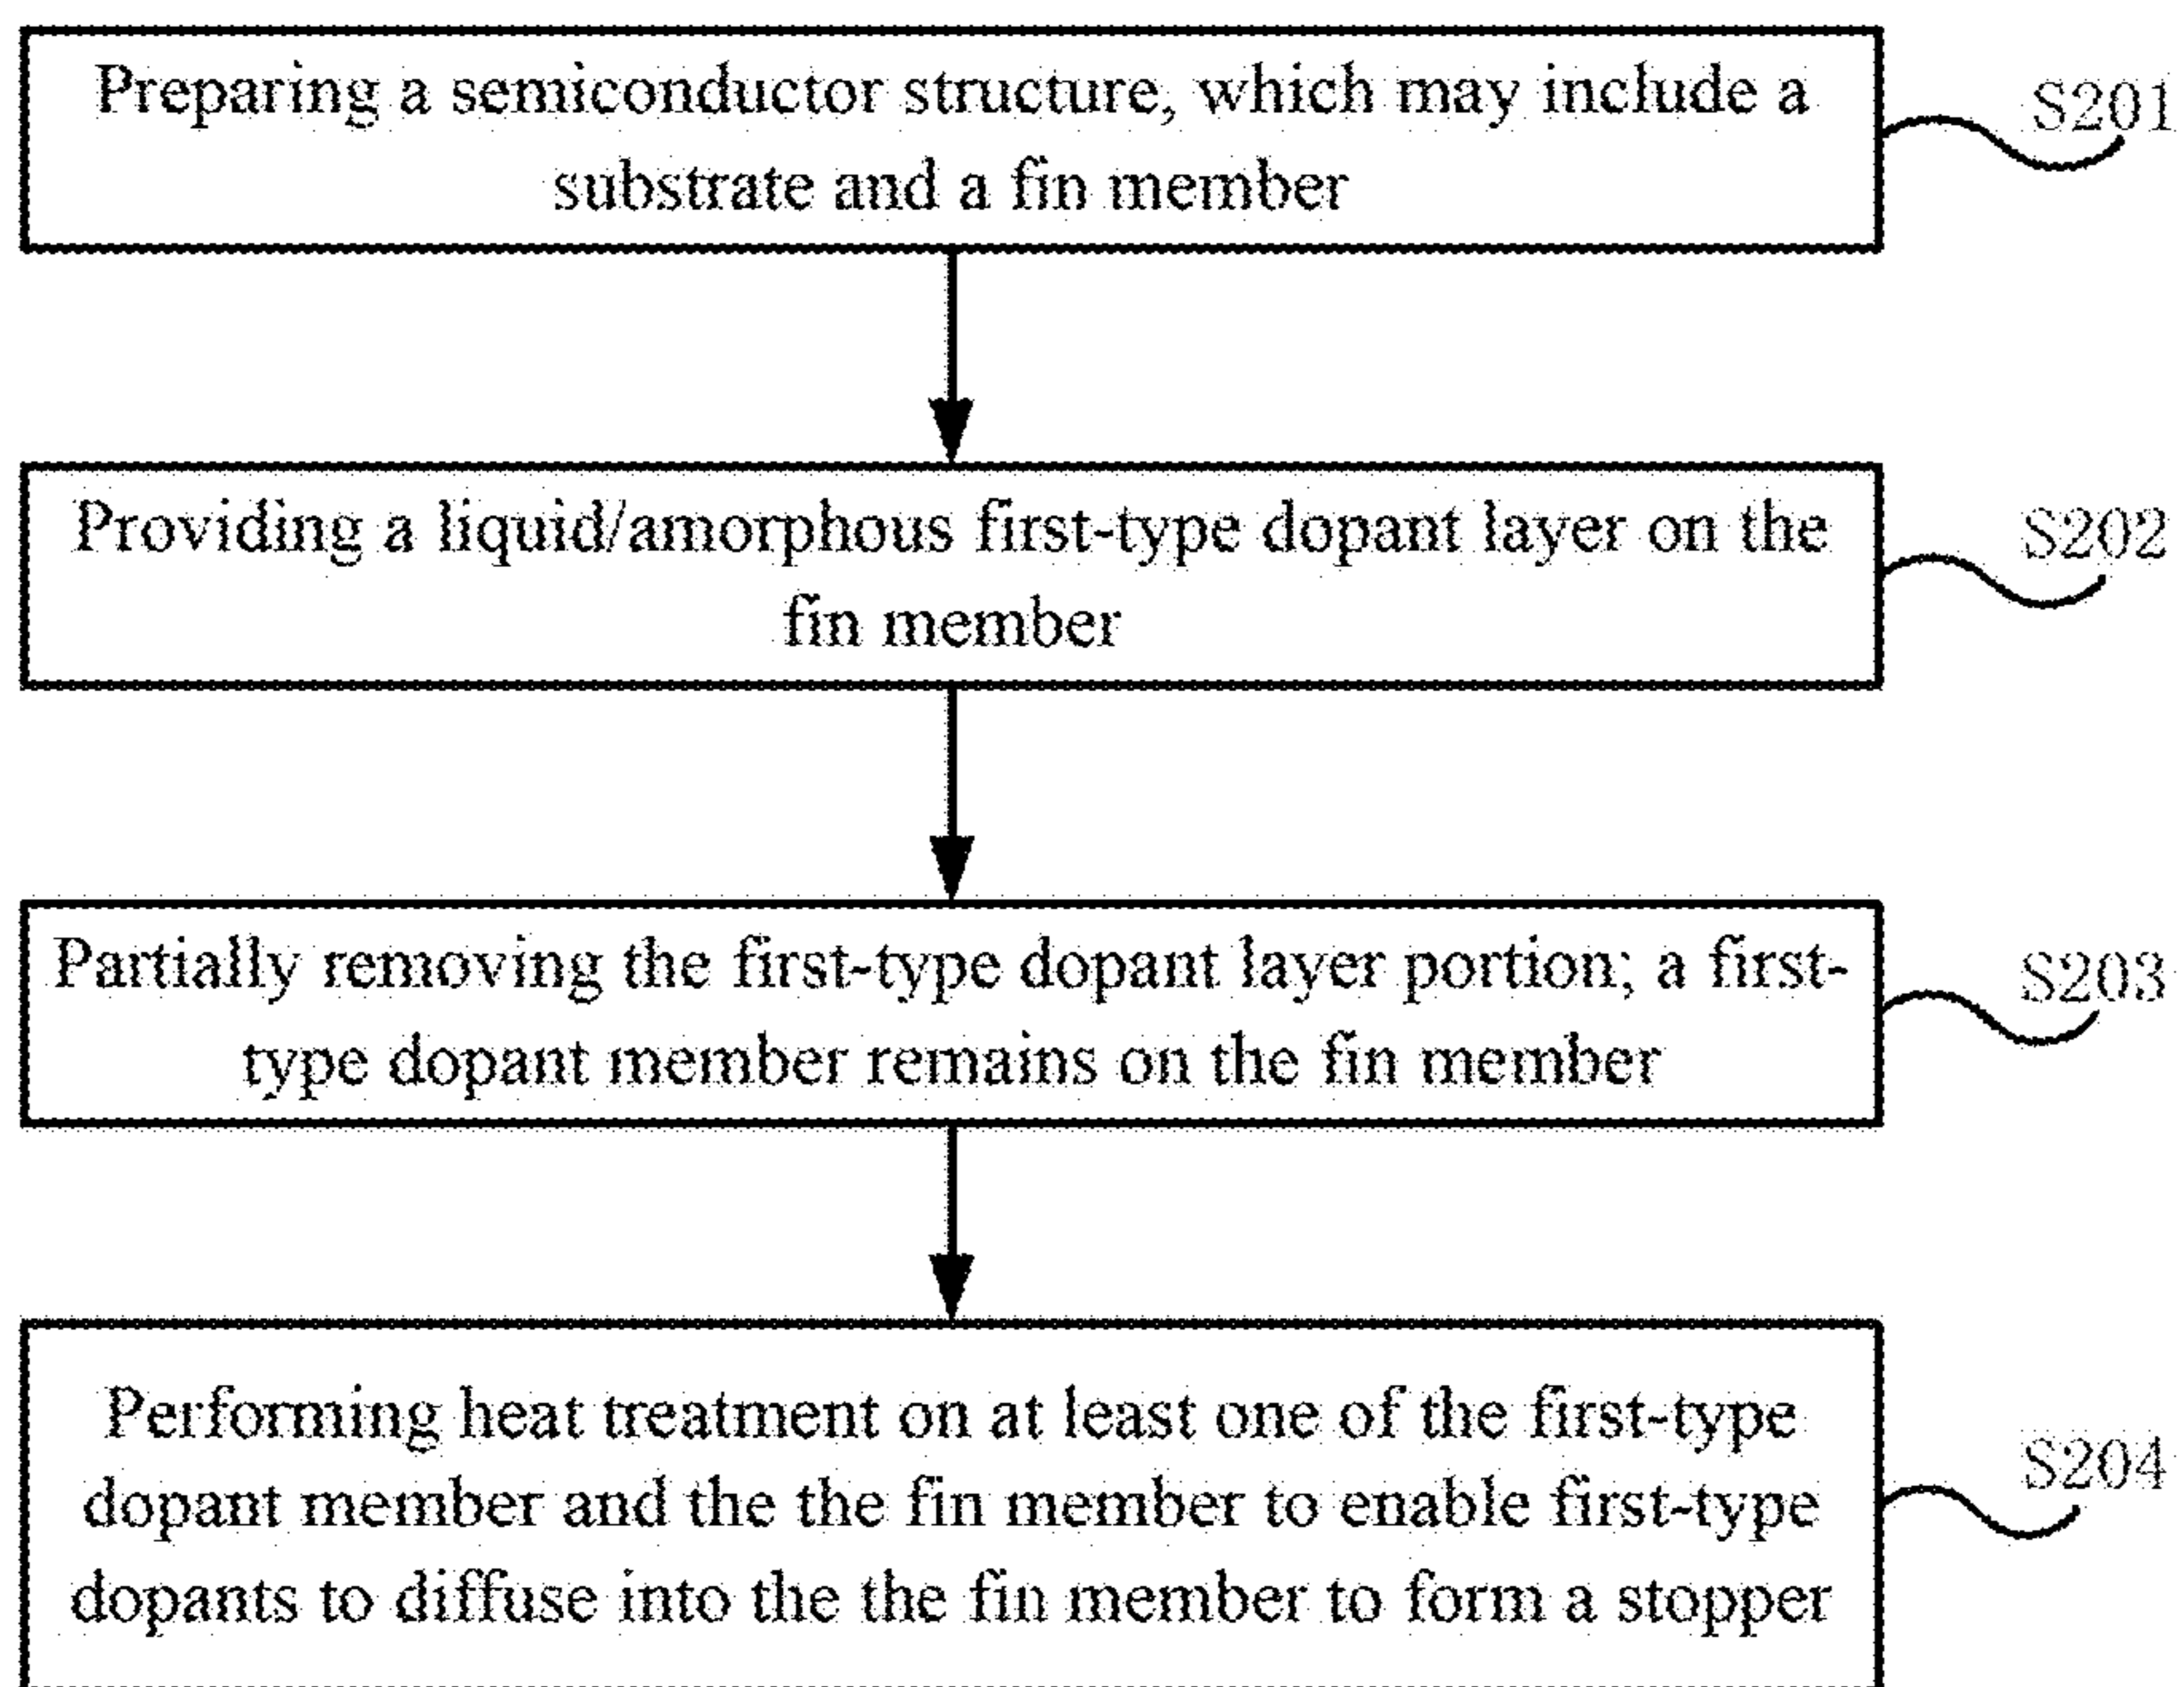 Preparing a semiconductor structure, which may include a
substrate and a fin member
S201
Providing a liquid/amorphous first-type dopant layer on the
fin member
S202
Partially removing the first-type dopant layer portion; a first-
type dopant member remains on the fin member
S203
Performing heat treatment on at least one of the first-type
dopant member and the the fin member to enable first-type
dopants to diffuse into the the fin member to form a stopper
S204